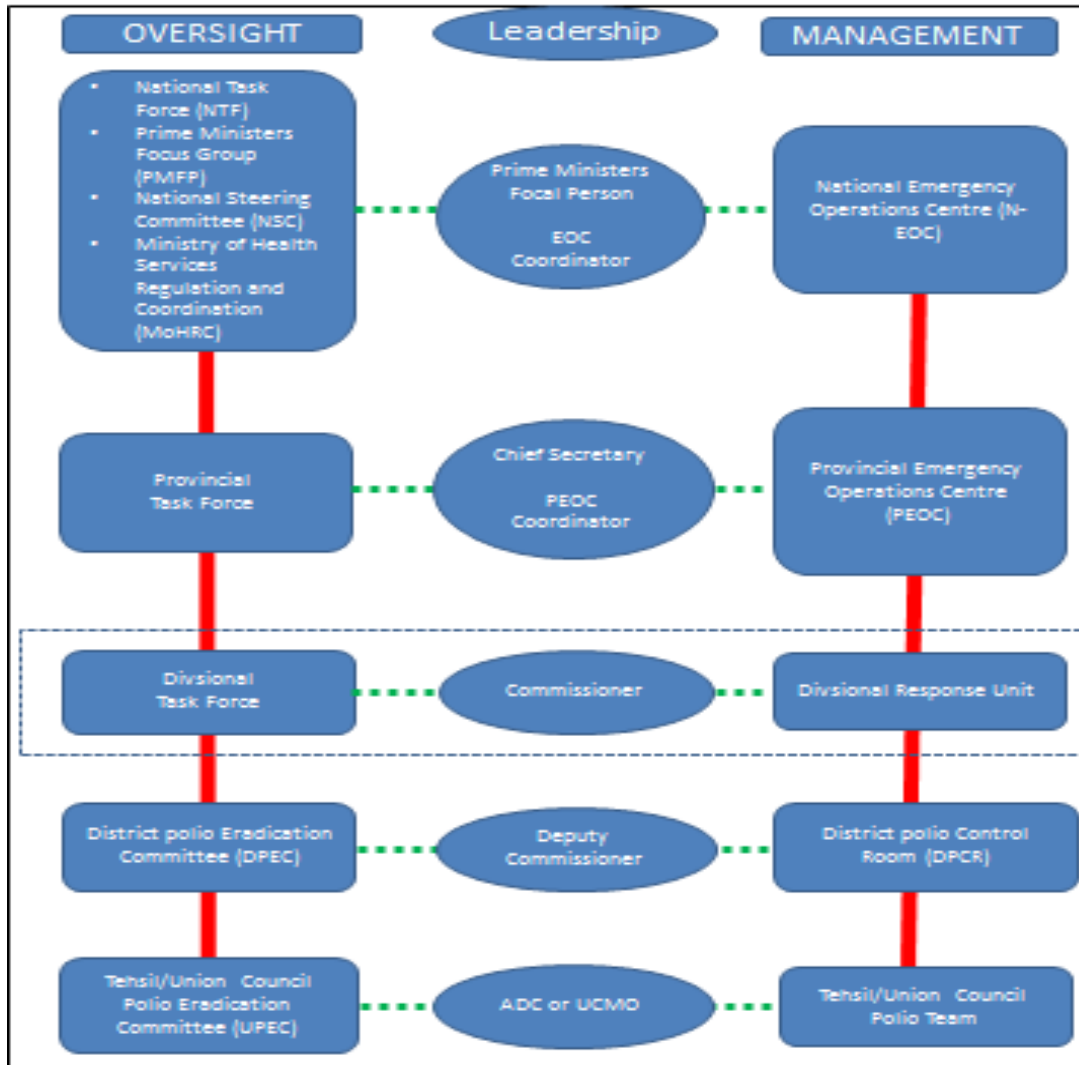 OVERSIGHT
Leadership
MANAGEMENT
• National Task
Force (NTF)
• Prime Ministers
Focus Group
(PMFP)
• National Steering
Committee (NSC)
• Ministry of Health
Services
Regulation and
Coordination
(MoHRC)
Prime Ministers
Focal Person
EOC
Coordinator
National Emergency
Operations Centre (N-
EOC)
Provincial
Task Force
Chief Secretary
PEOC
Coordinator
Provincial Emergency
Operations Centre
(PEOC)
Divsional
Task Force
Commissioner
Divsional Response Unit
District polio Eradication
Committee (DPEC)
Deputy
Commissioner
District polio Control
Room (DPCR)
Tehsil/Union Council
Polio Eradication
Committee (UPEC)
ADC or UCMO
Tehsil/Union Council
Polio Team